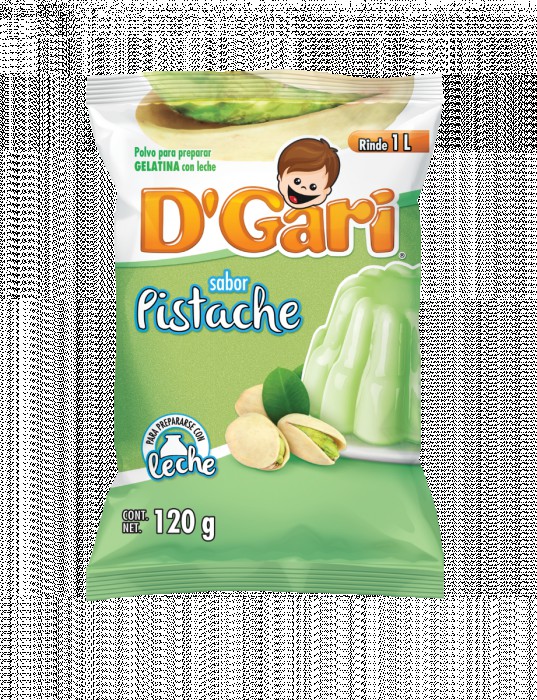 Rinde 1 L
Polvo para preparar
GELATINA con leche
D'Gari®
sabor
Pistache
PARA PREPARARSE CON
leche
CONT.
NET. 120 g